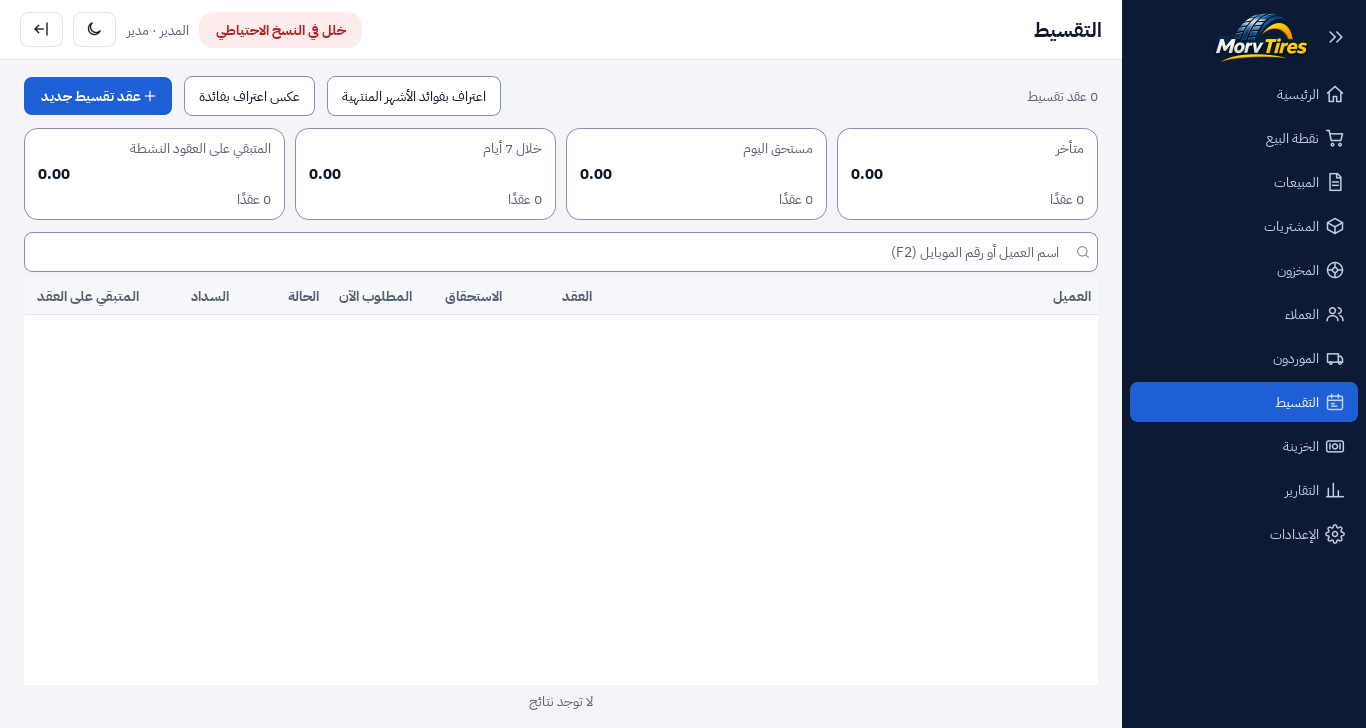 Morv Tires
الرئيسية
نقطة البيع
المبيعات
المشتريات
المخزون
العملاء
الموردون
التقسيط
الخزينة
التقارير
الإعدادات
التقسيط
خلل في النسخ الاحتياطي
المدير · مدير
0 عقد تقسيط
اعتراف بفوائد الأشهر المنتهية
عكس اعتراف بفائدة
عقد تقسيط جديد
متأخر
0.00
0 عقدًا
مستحق اليوم
0.00
0 عقدًا
خلال 7 أيام
0.00
0 عقدًا
المتبقي على العقود النشطة
0.00
0 عقدًا
اسم العميل أو رقم الموبايل (F2)
العميل العقد الاستحقاق المطلوب الآن الحالة السداد المتبقي على العقد
لا توجد نتائج